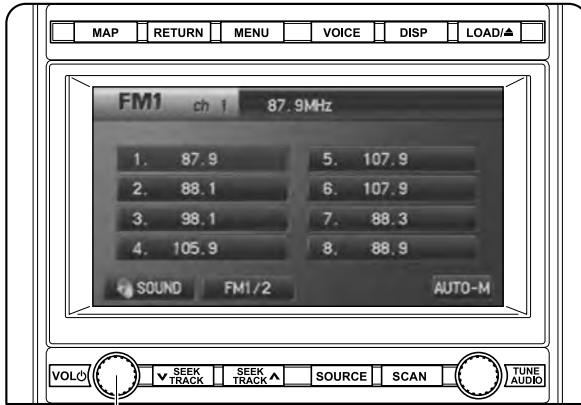 MAP RETURN MENU VOICE DISP LOAD/⏏
FM1 ch 1 87.9MHz
1. 87.9 5. 107.9
2. 88.1 6. 107.9
3. 98.1 7. 88.3
4. 105.9 8. 88.9
SOUND FM1/2 AUTO-M
VOL⏻ ∨ SEEK TRACK SEEK TRACK ∧ SOURCE SCAN TUNE AUDIO